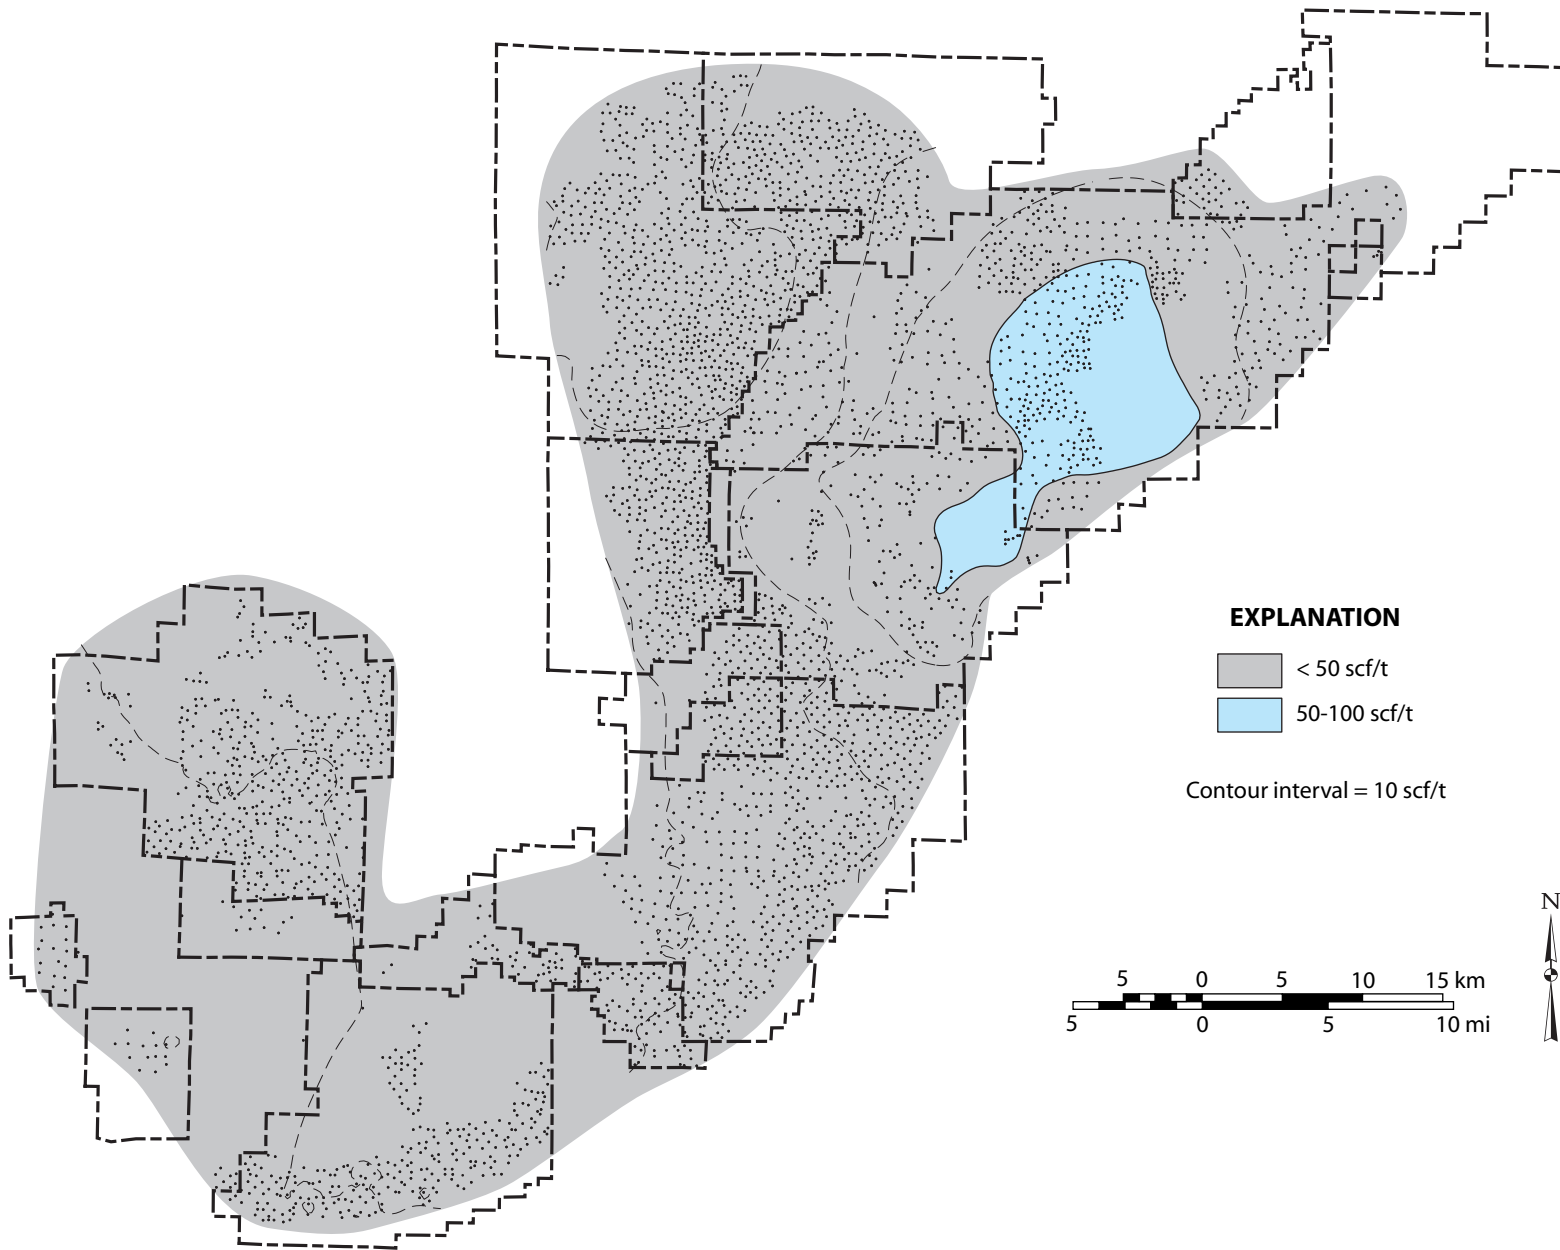 EXPLANATION
< 50 scf/t
50-100 scf/t
Contour interval = 10 scf/t
N
5 0 5 10 15 km
5 0 5 10 mi